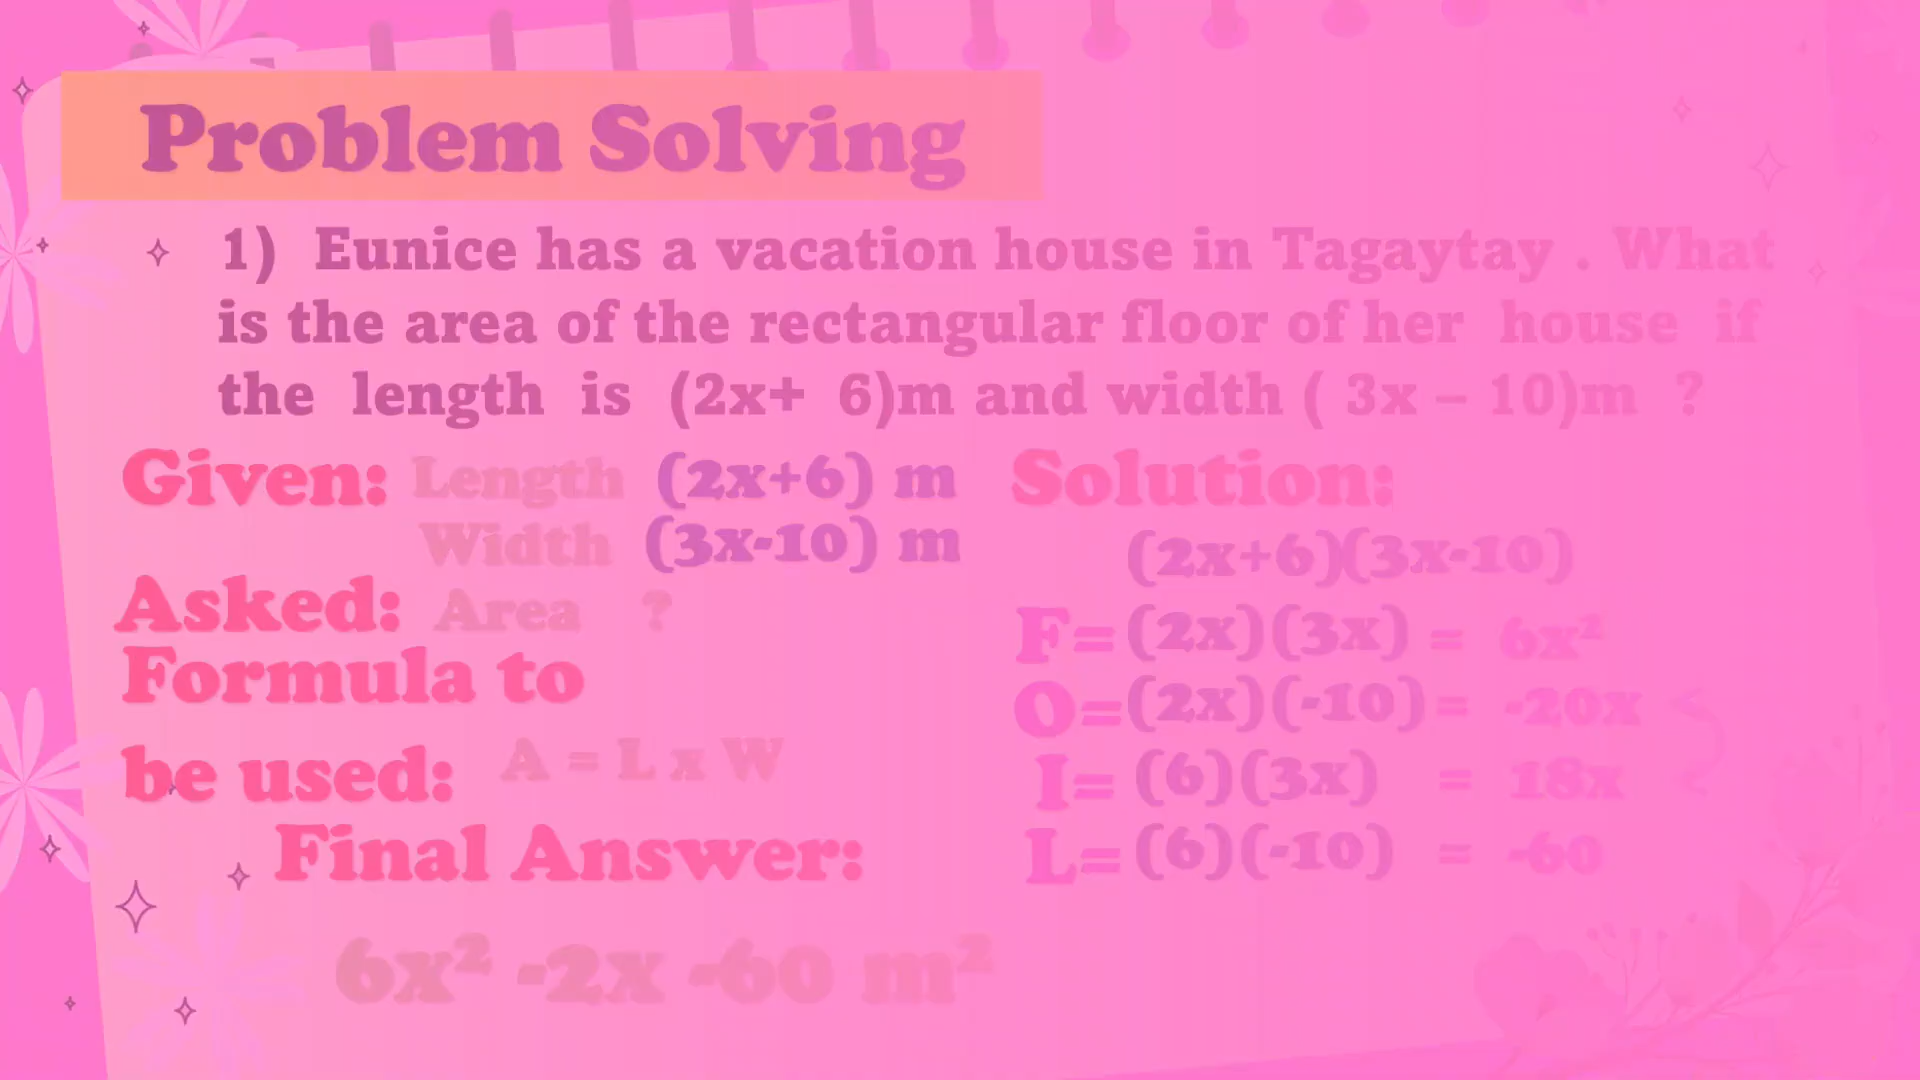 Problem Solving
1) Eunice has a vacation house in Tagaytay . What
is the area of the rectangular floor of her house if
the length is (2x+ 6)m and width ( 3x – 10)m ?
Given: Length (2x+6) m
Width (3x-10) m
Asked: Area ?
Formula to
be used: A = L x W
Final Answer:
6x² -2x -60 m²
Solution:
(2x+6)(3x-10)
F= (2x)(3x) = 6x²
O= (2x)(-10) = -20x
I= (6)(3x) = 18x
L= (6)(-10) = -60